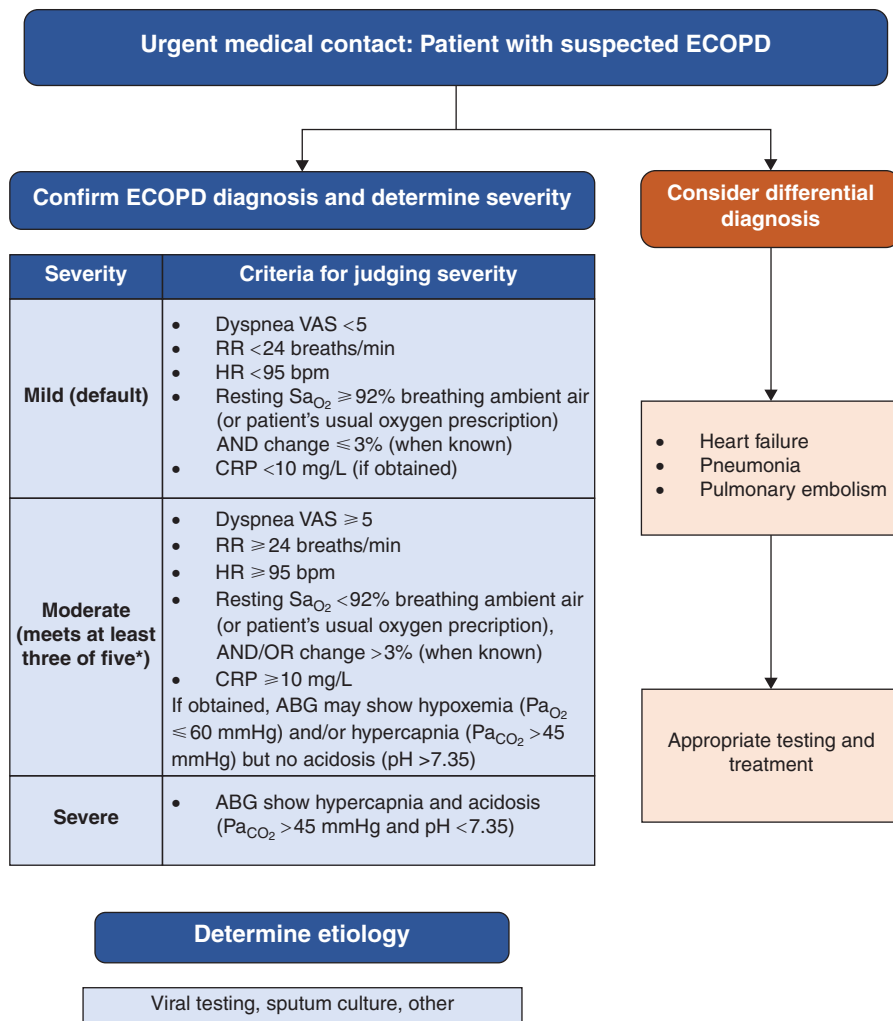 Urgent medical contact: Patient with suspected ECOPD
Confirm ECOPD diagnosis and determine severity
Consider differential
diagnosis
Severity
Criteria for judging severity
Mild (default)
• Dyspnea VAS <5
• RR <24 breaths/min
• HR <95 bpm
• Resting SaO2 ⩾92% breathing ambient air
(or patient's usual oxygen prescription)
AND change ⩽3% (when known)
• CRP <10 mg/L (if obtained)
Moderate
(meets at least
three of five*)
• Dyspnea VAS ⩾5
• RR ⩾24 breaths/min
• HR ⩾95 bpm
• Resting SaO2 <92% breathing ambient air
(or patient's usual oxygen precription),
AND/OR change >3% (when known)
• CRP ⩾10 mg/L
If obtained, ABG may show hypoxemia (PaO2
⩽60 mmHg) and/or hypercapnia (PaCO2 >45
mmHg) but no acidosis (pH >7.35)
Severe
• ABG show hypercapnia and acidosis
(PaCO2 >45 mmHg and pH <7.35)
• Heart failure
• Pneumonia
• Pulmonary embolism
Appropriate testing and
treatment
Determine etiology
Viral testing, sputum culture, other